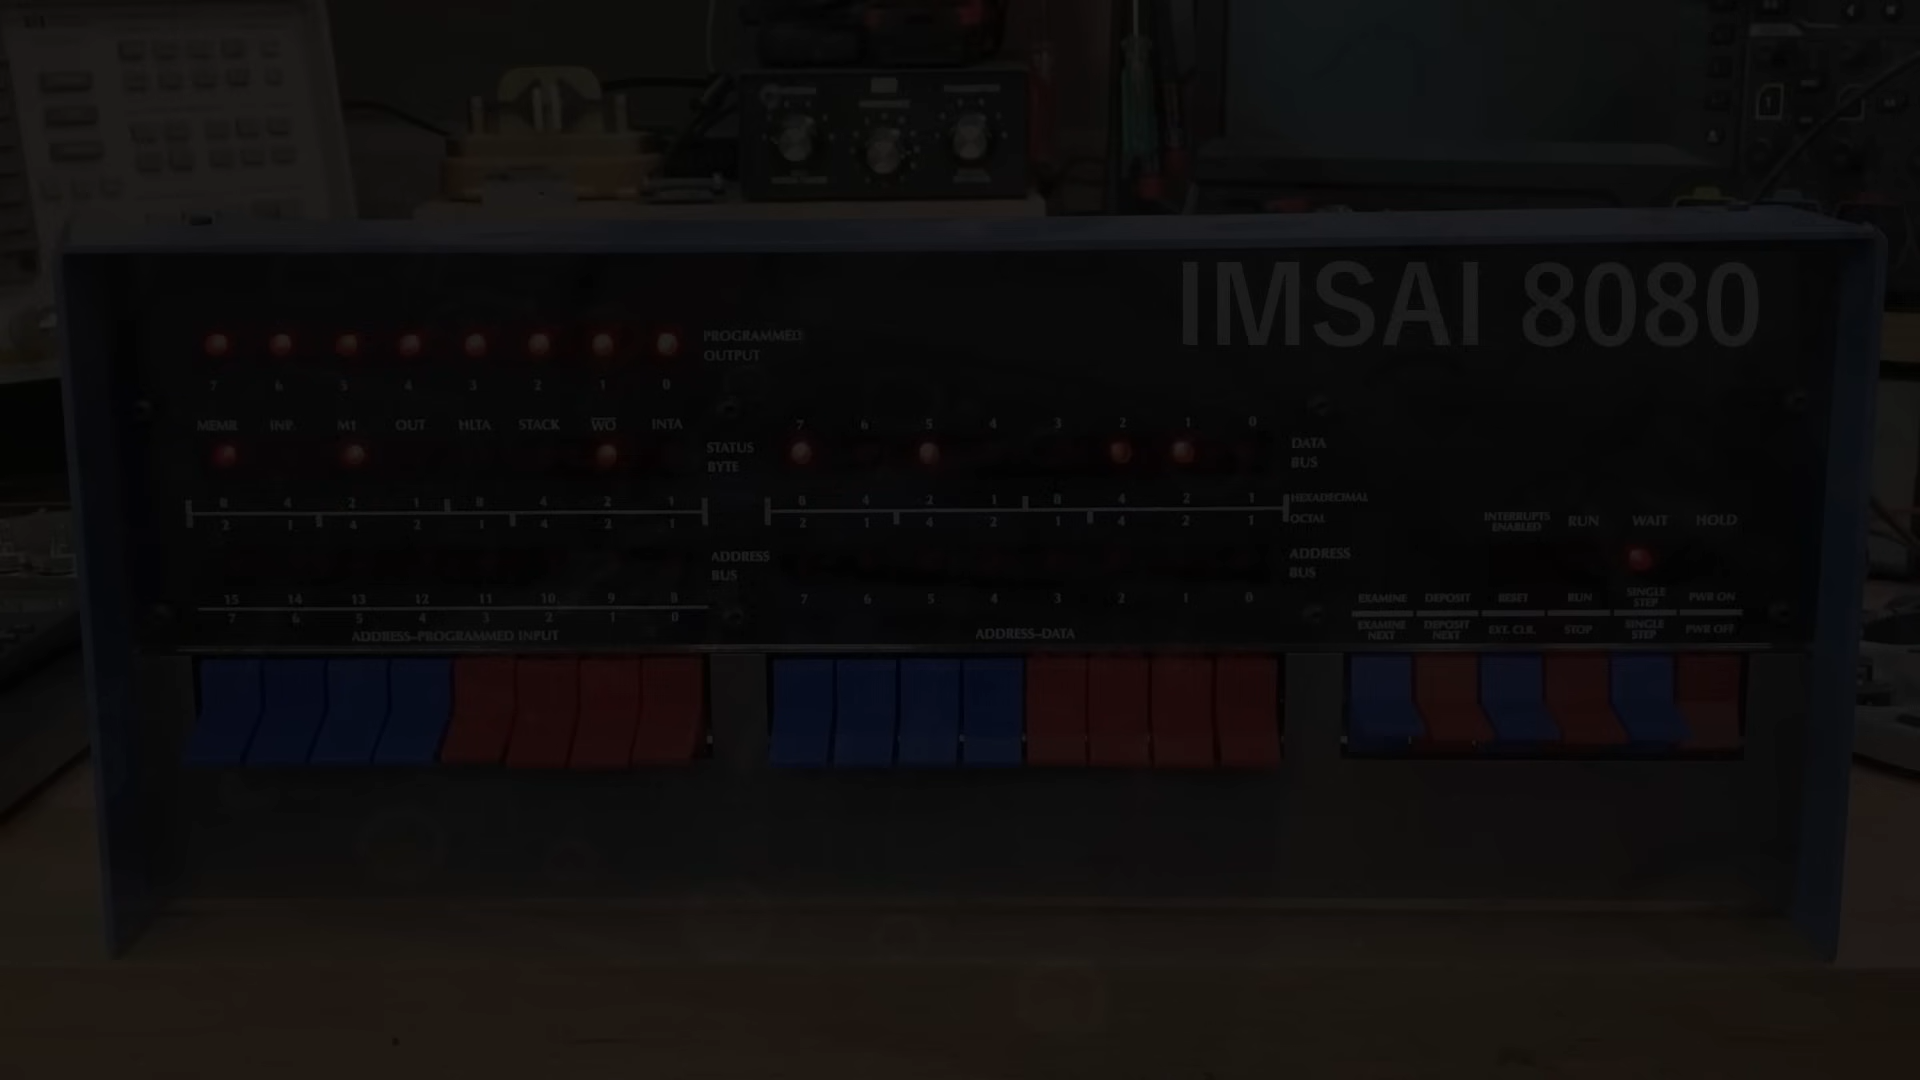 IMSAI 8080
PROGRAMMED
OUTPUT
7 6 5 4 3 2 1 0
MEMR INP M1 OUT HLTA STACK WO INTA
STATUS
BYTE
7 6 5 4 3 2 1 0
DATA
BUS
8 4 2 1 8 4 2 1
2 1 4 2 1 4 2 1
8 4 2 1 8 4 2 1
2 1 4 2 1 4 2 1
HEXADECIMAL
OCTAL
INTERRUPTS
ENABLED
RUN WAIT HOLD
ADDRESS
BUS
ADDRESS
BUS
15 14 13 12 11 10 9 8
7 6 5 4 3 2 1 0
7 6 5 4 3 2 1 0
ADDRESS–PROGRAMMED INPUT
ADDRESS–DATA
EXAMINE DEPOSIT RESET RUN SINGLE STEP PWR ON
EXAMINE NEXT DEPOSIT NEXT EXT. CLR. STOP SINGLE STEP PWR OFF